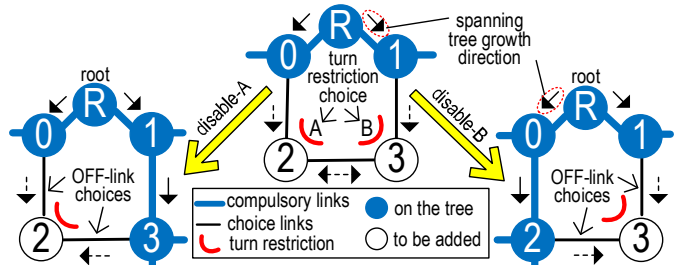 R
0
1
turn
restriction
choice
A
B
2
3
spanning
tree growth
direction
disable-A
disable-B
root
R
0
1
OFF-link
choices
2
3
root
R
0
1
OFF-link
choices
2
3
compulsory links
choice links
turn restriction
on the tree
to be added